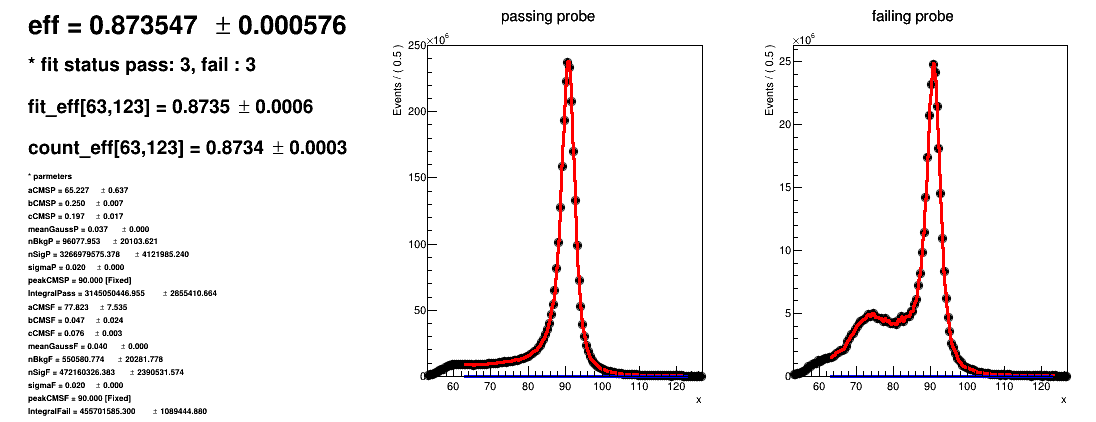 eff = 0.873547 ± 0.000576
* fit status pass: 3, fail : 3
fit_eff[63,123] = 0.8735 ± 0.0006
count_eff[63,123] = 0.8734 ± 0.0003
* parmeters
aCMSP = 65.227 ± 0.637
bCMSP = 0.250 ± 0.007
cCMSP = 0.197 ± 0.017
meanGaussP = 0.037 ± 0.000
nBkgP = 96077.953 ± 20103.621
nSigP = 3266979575.378 ± 4121985.240
sigmaP = 0.020 ± 0.000
peakCMSP = 90.000 [Fixed]
IntegralPass = 3145050446.955 ± 2855410.664
aCMSF = 77.823 ± 7.535
bCMSF = 0.047 ± 0.024
cCMSF = 0.076 ± 0.003
meanGaussF = 0.040 ± 0.000
nBkgF = 550580.774 ± 20281.778
nSigF = 472160326.383 ± 2390531.574
sigmaF = 0.020 ± 0.000
peakCMSF = 90.000 [Fixed]
IntegralFail = 455701585.300 ± 1089444.880
passing probe
×10⁶
Events / ( 0.5 )
250
200
150
100
50
0
60 70 80 90 100 110 120
x
failing probe
×10⁶
Events / ( 0.5 )
25
20
15
10
5
0
60 70 80 90 100 110 120
x